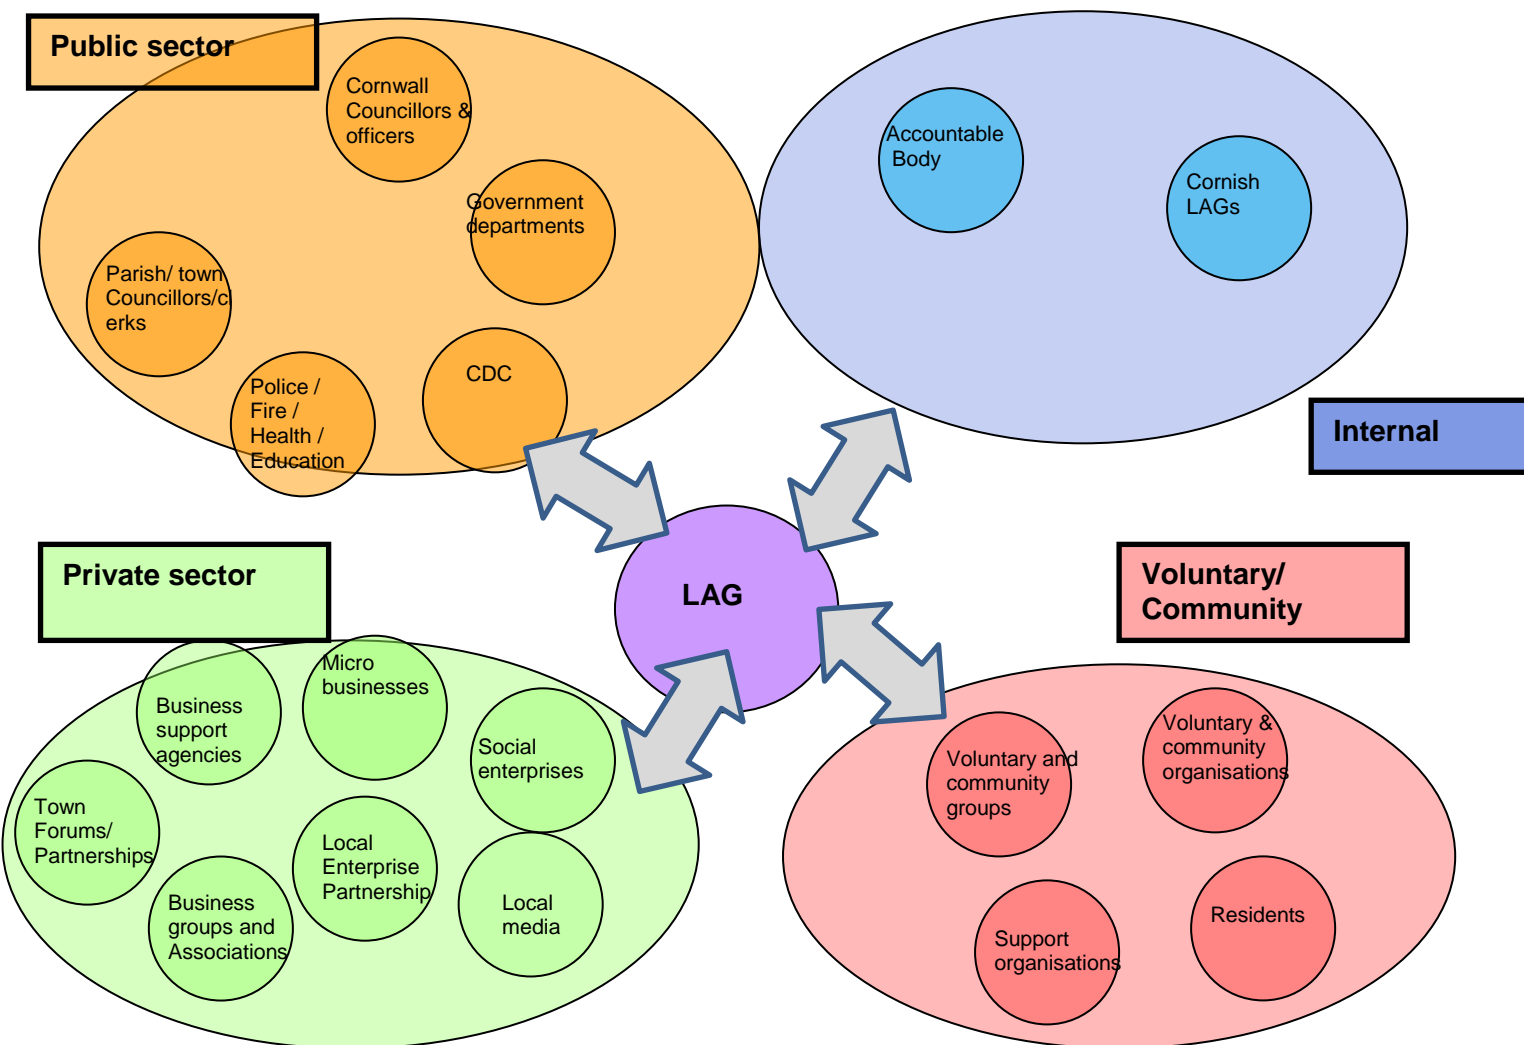 Public sector
Cornwall
Councillors &
officers
Government
departments
Parish/ town
Councillors/cl
erks
Police /
Fire /
Health /
Education
CDC
Accountable
Body
Cornish
LAGs
Internal
LAG
Private sector
Micro
businesses
Business
support
agencies
Social
enterprises
Town
Forums/
Partnerships
Local
Enterprise
Partnership
Business
groups and
Associations
Local
media
Voluntary/
Community
Voluntary and
community
groups
Voluntary &
community
organisations
Support
organisations
Residents